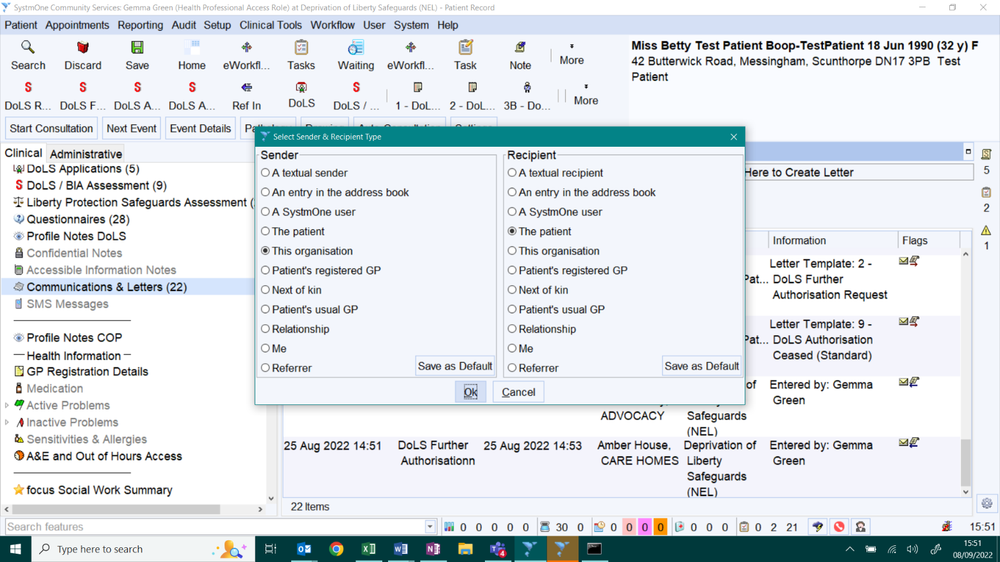 SystmOne Community Services: Gemma Green (Health Professional Access Role) at Deprivation of Liberty Safeguards (NEL) - Patient Record
Patient Appointments Reporting Audit Setup Clinical Tools Workflow User System Help
Search Discard Save Home eWorkfl... Tasks Waiting eWorkfl... Task Note More
DoLS R... DoLS F... DoLS A... DoLS A... Ref In DoLS DoLS / ... 1 - DoL... 2 - DoL... 3B - Do... More
Miss Betty Test Patient Boop-TestPatient 18 Jun 1990 (32 y) F
42 Butterwick Road, Messingham, Scunthorpe DN17 3PB Test
Patient
Start Consultation Next Event Event Details
Clinical Administrative
DoLS Applications (5)
DoLS / BIA Assessment (9)
Liberty Protection Safeguards Assessment (
Questionnaires (28)
Profile Notes DoLS
Confidential Notes
Accessible Information Notes
Communications & Letters (22)
SMS Messages
Profile Notes COP
Health Information
GP Registration Details
Medication
Active Problems
Inactive Problems
Sensitivities & Allergies
A&E and Out of Hours Access
focus Social Work Summary
Select Sender & Recipient Type
Sender
A textual sender
An entry in the address book
A SystmOne user
The patient
This organisation
Patient's registered GP
Next of kin
Patient's usual GP
Relationship
Me
Referrer
Save as Default
Recipient
A textual recipient
An entry in the address book
A SystmOne user
The patient
This organisation
Patient's registered GP
Next of kin
Patient's usual GP
Relationship
Me
Referrer
Save as Default
Ok Cancel
Here to Create Letter
5
2
1
Information Flags
Letter Template: 2 -
Pat... DoLS Further
Authorisation Request
Letter Template: 9 -
Pat... DoLS Authorisation
Ceased (Standard)
of Entered by: Gemma
Green
ADVOCACY Safeguards
(NEL)
25 Aug 2022 14:51 DoLS Further 25 Aug 2022 14:53 Amber House, Deprivation of Entered by: Gemma
Authorisationn CARE HOMES Liberty Green
Safeguards
(NEL)
22 Items
Search features
0 0 0 0 0 30 0 0 0 0 0 0 0 0 0 2 21 15:51
Type here to search
4
15:51
08/09/2022